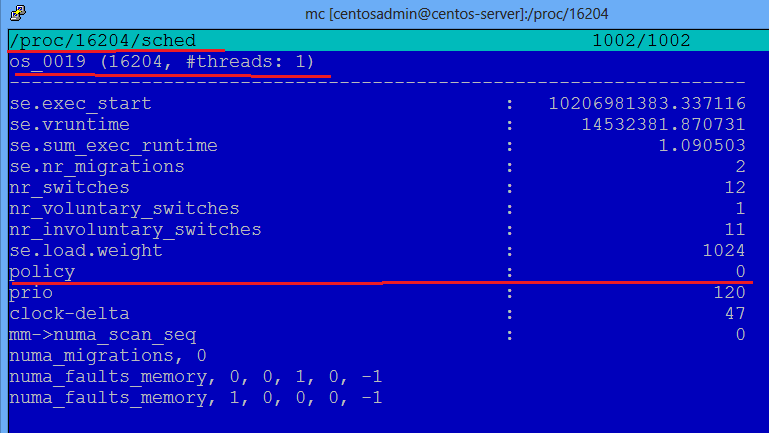 mc [centosadmin@centos-server]:/proc/16204
/proc/16204/sched 1002/1002
os_0019 (16204, #threads: 1)
-------------------------------------------------------------------
se.exec_start : 10206981383.337116
se.vruntime : 14532381.870731
se.sum_exec_runtime : 1.090503
se.nr_migrations : 2
nr_switches : 12
nr_voluntary_switches : 1
nr_involuntary_switches : 11
se.load.weight : 1024
policy : 0
prio : 120
clock-delta : 47
mm->numa_scan_seq : 0
numa_migrations, 0
numa_faults_memory, 0, 0, 1, 0, -1
numa_faults_memory, 1, 0, 0, 0, -1